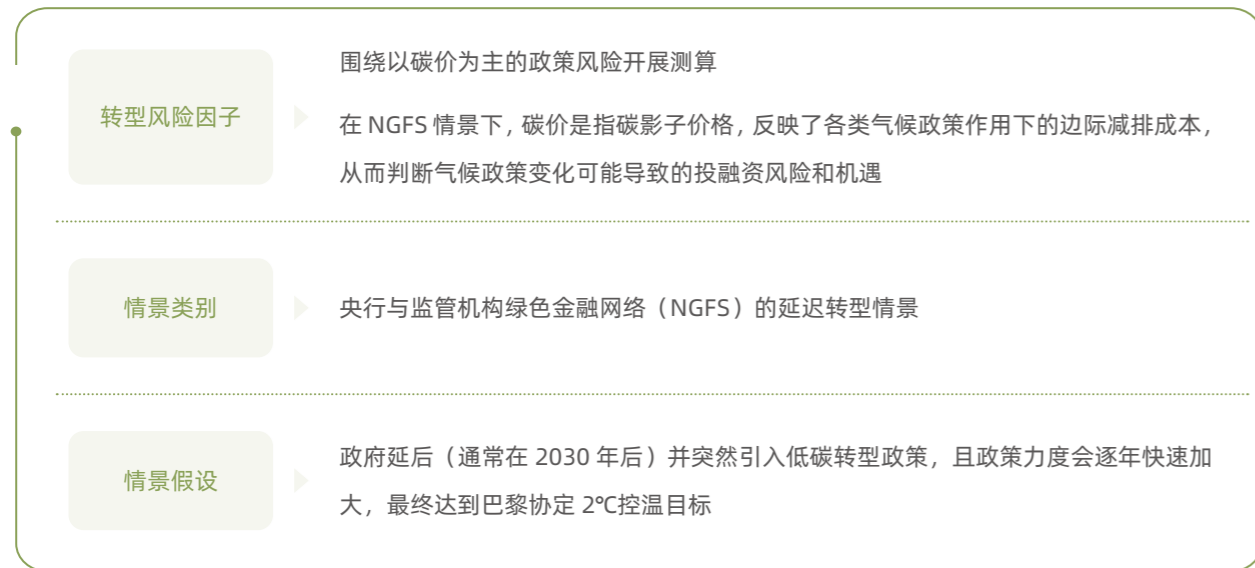 转型风险因子
围绕以碳价为主的政策风险开展测算
在 NGFS 情景下，碳价是指碳影子价格，反映了各类气候政策作用下的边际减排成本，
从而判断气候政策变化可能导致的投融资风险和机遇
情景类别
央行与监管机构绿色金融网络（NGFS）的延迟转型情景
情景假设
政府延后（通常在 2030 年后）并突然引入低碳转型政策，且政策力度会逐年快速加
大，最终达到巴黎协定 2℃控温目标